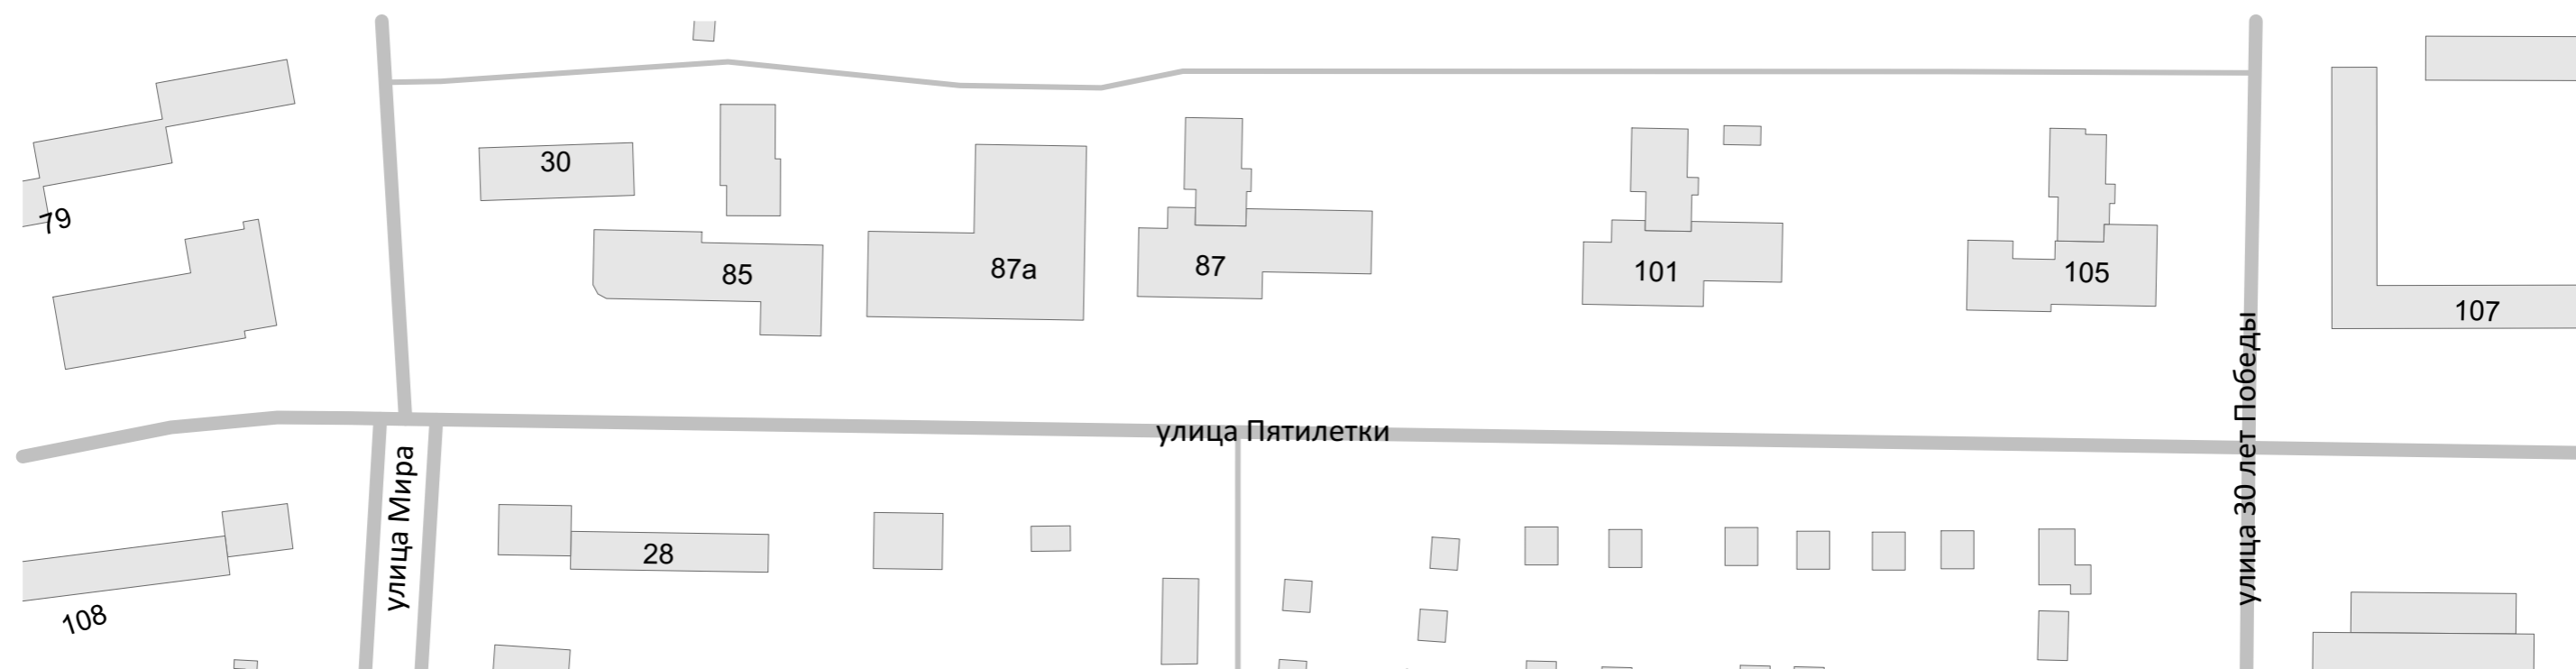 30
79
85
87а
87
101
105
107
улица Пятилетки
улица 30 лет Победы
улица Мира
28
108